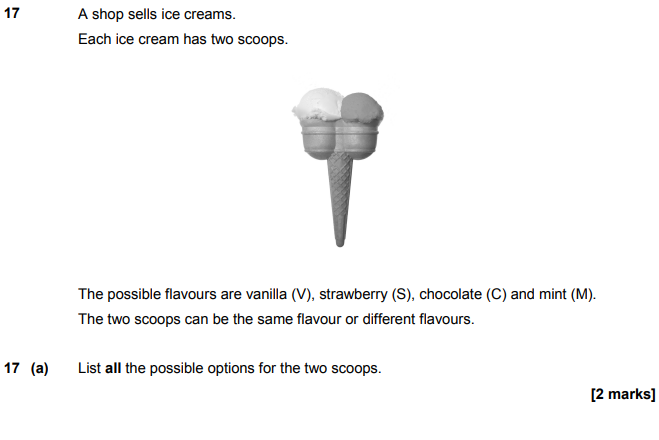 17 A shop sells ice creams.
Each ice cream has two scoops.
The possible flavours are vanilla (V), strawberry (S), chocolate (C) and mint (M).
The two scoops can be the same flavour or different flavours.
17 (a) List all the possible options for the two scoops.
[2 marks]